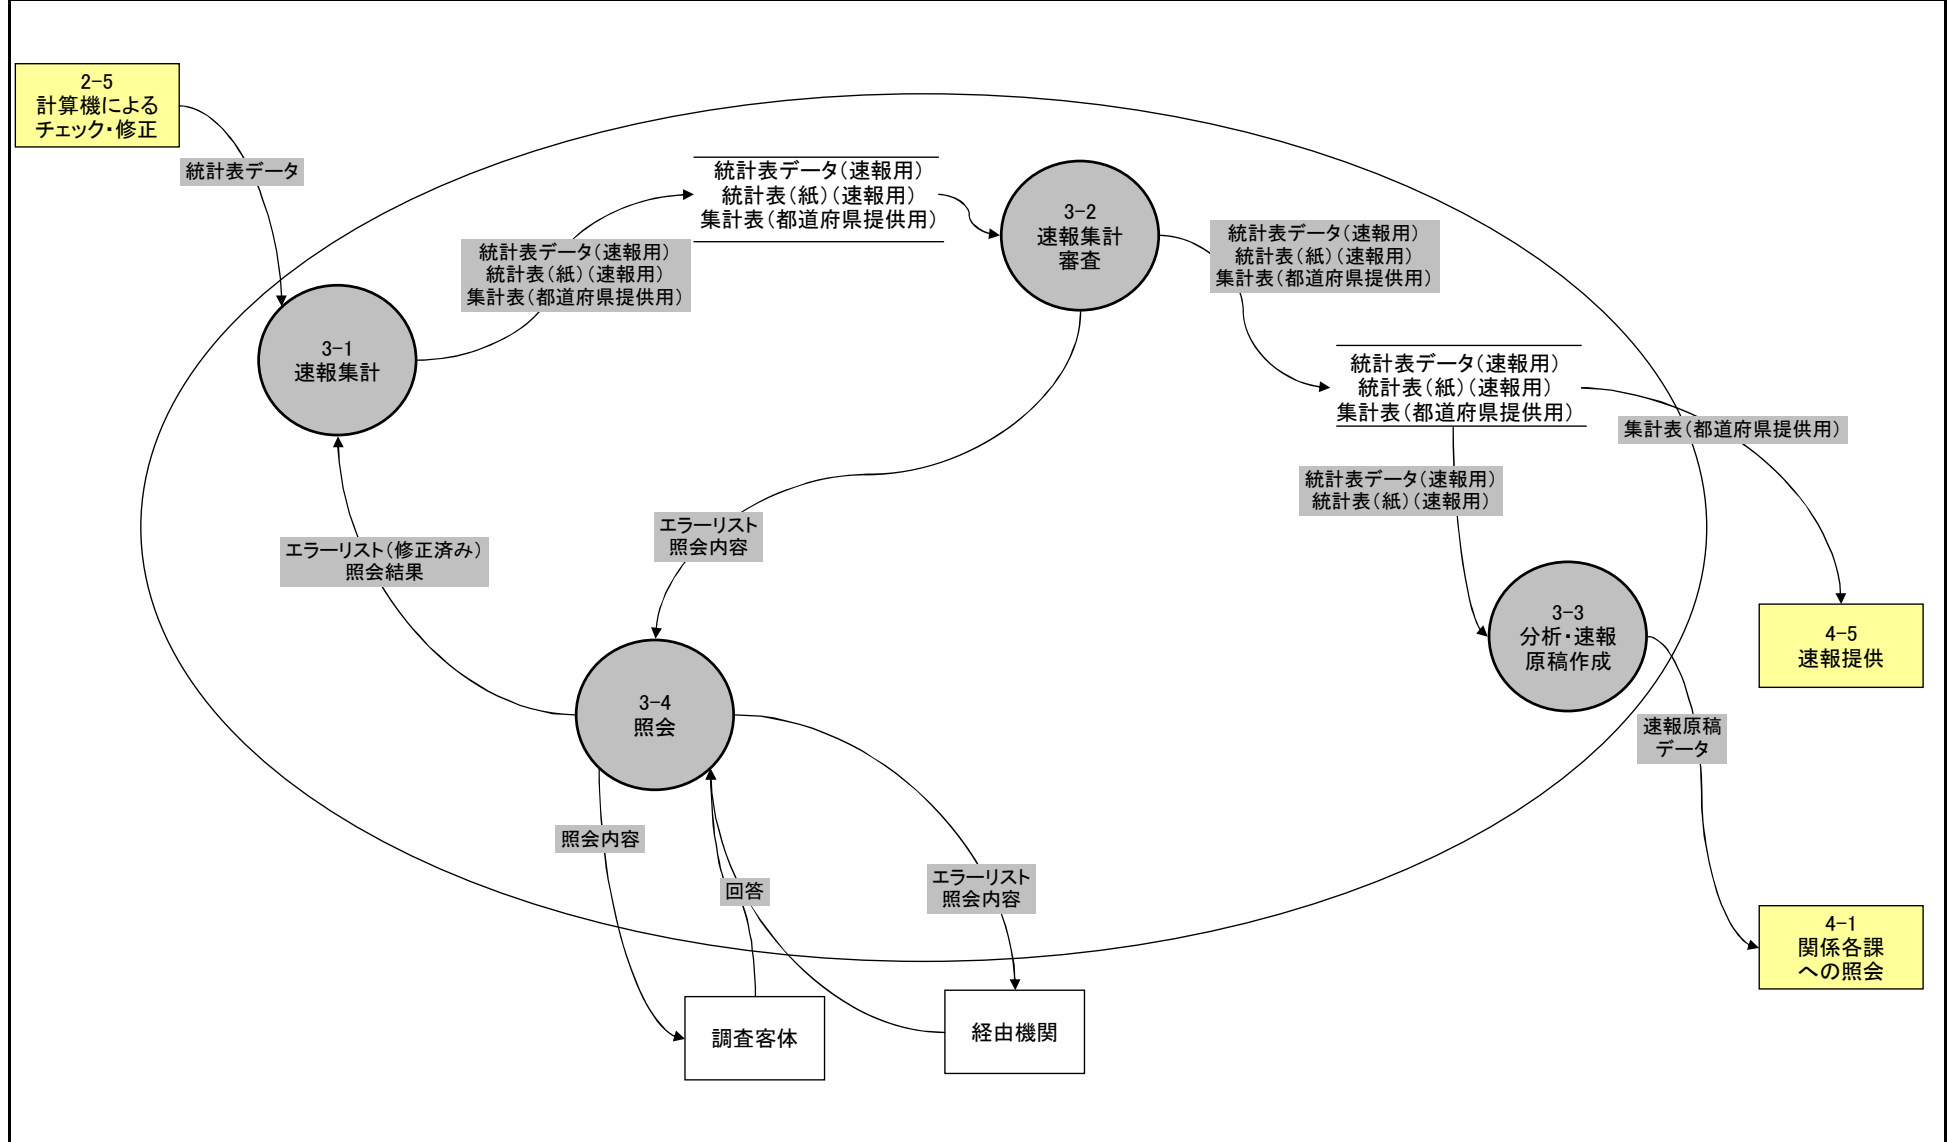 2-5
計算機による
チェック・修正
統計表データ
統計表データ(速報用)
統計表(紙)(速報用)
集計表(都道府県提供用)
統計表データ(速報用)
統計表(紙)(速報用)
集計表(都道府県提供用)
3-2
速報集計
審査
統計表データ(速報用)
統計表(紙)(速報用)
集計表(都道府県提供用)
3-1
速報集計
統計表データ(速報用)
統計表(紙)(速報用)
集計表(都道府県提供用)
集計表(都道府県提供用)
統計表データ(速報用)
統計表(紙)(速報用)
エラーリスト
照会内容
エラーリスト(修正済み)
照会結果
3-3
分析・速報
原稿作成
4-5
速報提供
3-4
照会
速報原稿
データ
照会内容
回答
エラーリスト
照会内容
4-1
関係各課
への照会
調査客体
経由機関